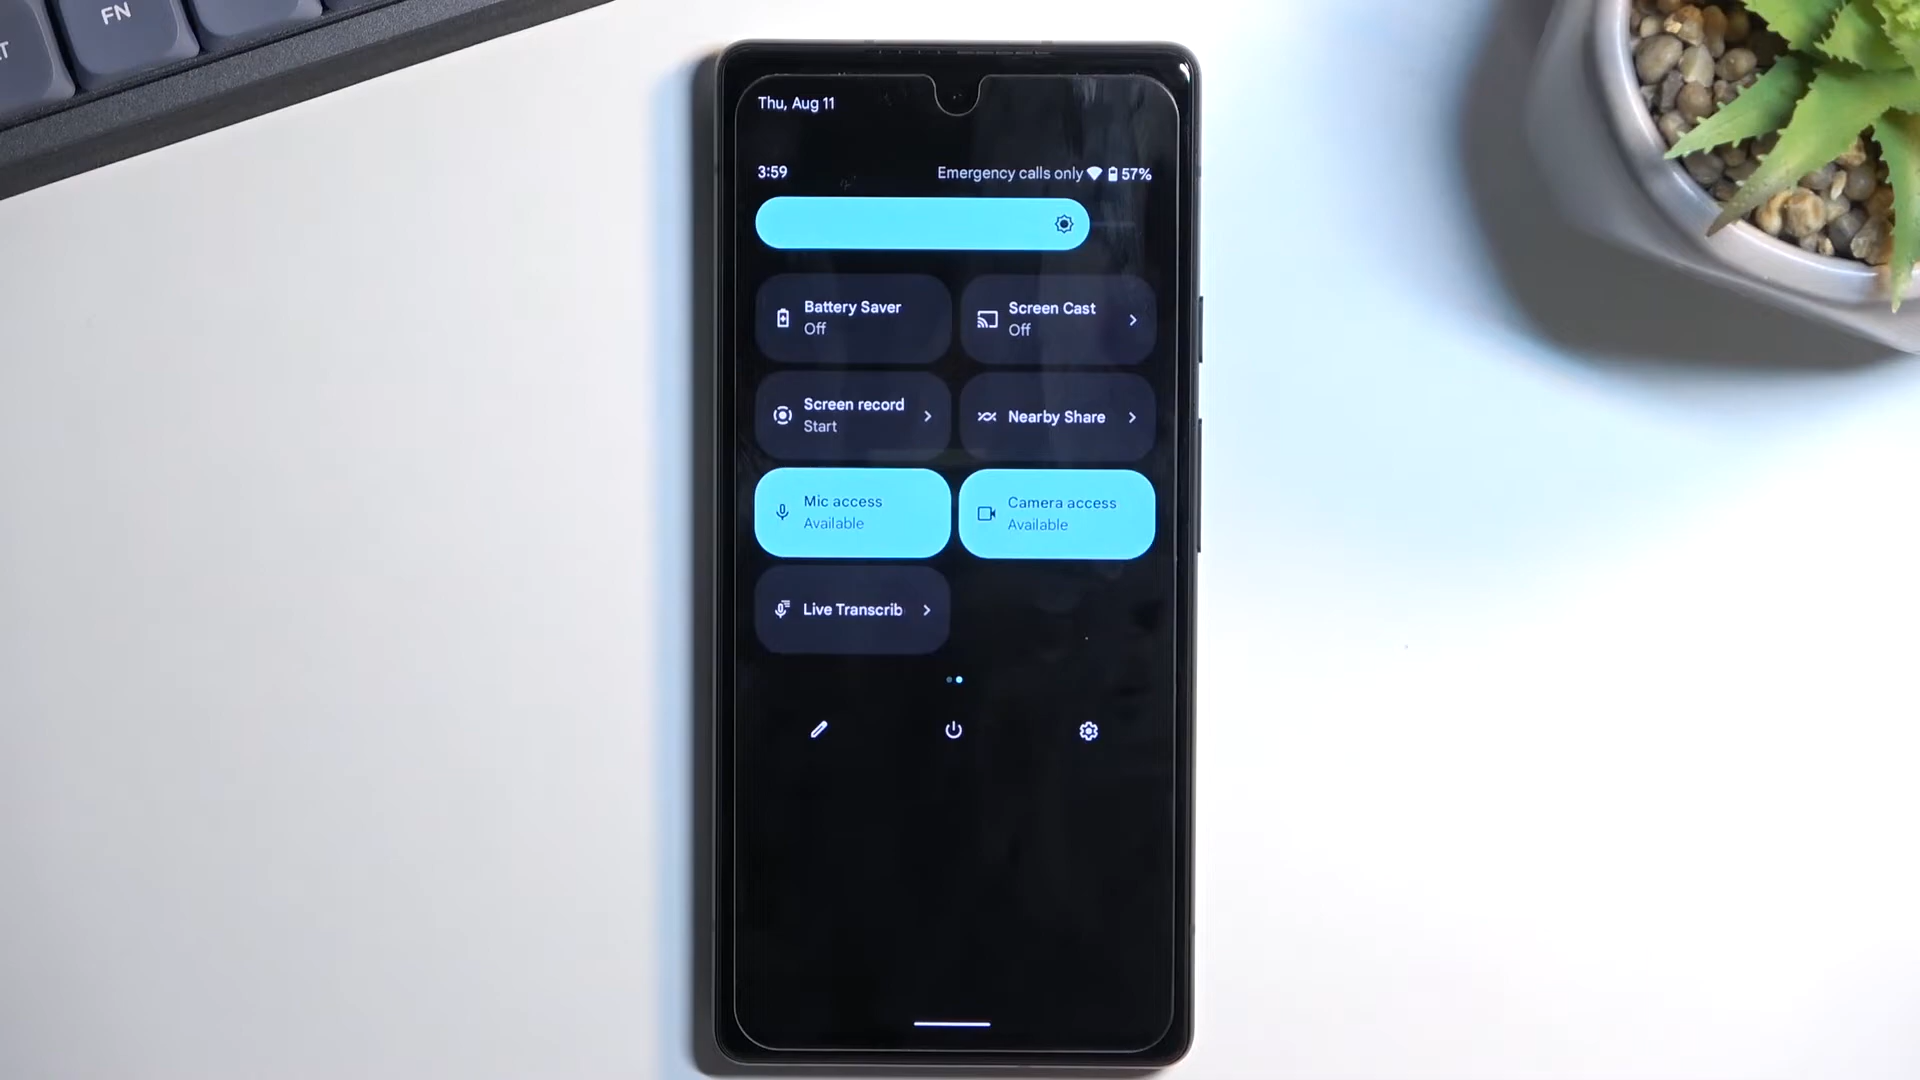 FN
T
Thu, Aug 11
3:59
Emergency calls only 57%
Battery Saver
Off
Screen Cast
Off
Screen record
Start
Nearby Share
Mic access
Available
Camera access
Available
Live Transcrib